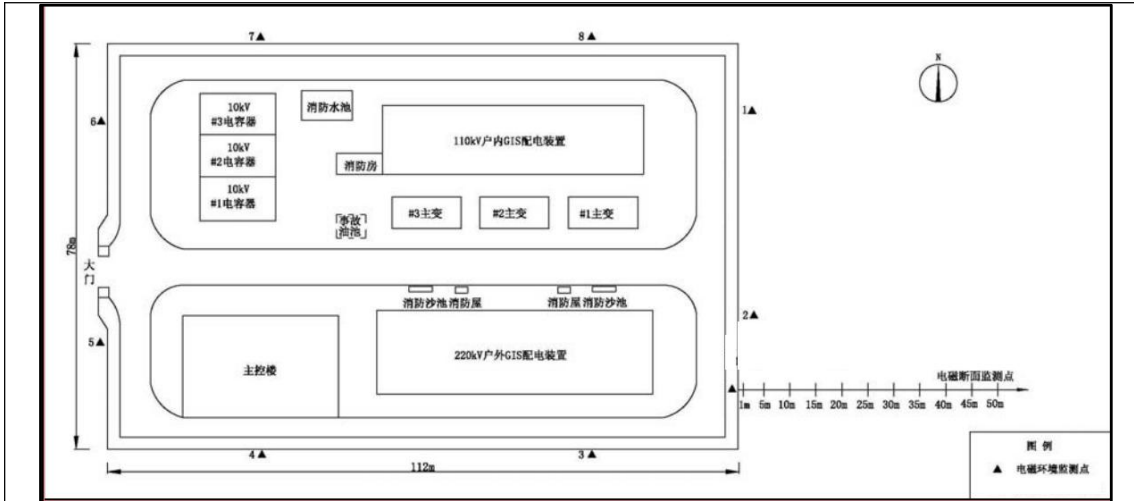 7▲
8▲
N
10kV
#3电容器
消防水池
1▲
6▲
110kV户内GIS配电装置
10kV
#2电容器
消防房
10kV
#1电容器
#3主变
#2主变
#1主变
事故
油池
78m
大
门
消防沙池
消防屋
消防屋
消防沙池
2▲
5▲
220kV户外GIS配电装置
主控楼
电磁断面监测点
1m 5m 10m 15m 20m 25m 30m 35m 40m 45m 50m
图 例
4▲
3▲
▲ 电磁环境监测点
112m